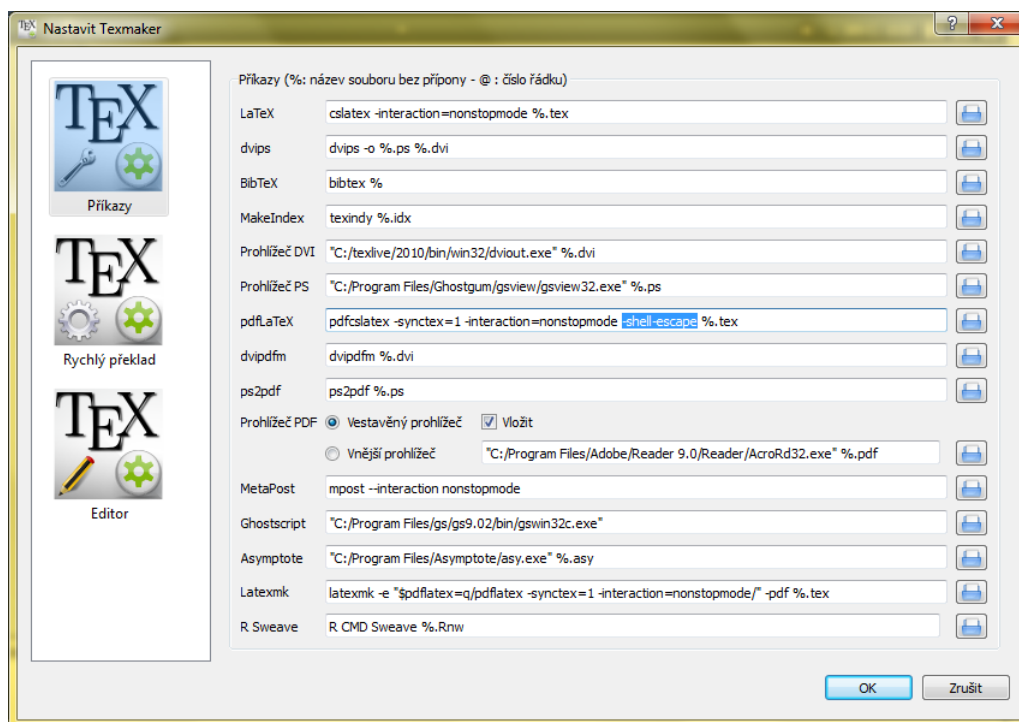 TEX Nastavit Texmaker
? X
TEX
Příkazy
TEX
Rychlý překlad
TEX
Editor
Příkazy (%: název souboru bez přípony - @ : číslo řádku)
LaTeX cslatex -interaction=nonstopmode %.tex
dvips dvips -o %.ps %.dvi
BibTeX bibtex %
MakeIndex texindy %.idx
Prohlížeč DVI "C:/texlive/2010/bin/win32/dviout.exe" %.dvi
Prohlížeč PS "C:/Program Files/Ghostgum/gsview/gsview32.exe" %.ps
pdfLaTeX pdfcslatex -synctex=1 -interaction=nonstopmode -shell-escape %.tex
dvipdfm dvipdfm %.dvi
ps2pdf ps2pdf %.ps
Prohlížeč PDF Vestavěný prohlížeč Vložit
Vnější prohlížeč "C:/Program Files/Adobe/Reader 9.0/Reader/AcroRd32.exe" %.pdf
MetaPost mpost --interaction nonstopmode
Ghostscript "C:/Program Files/gs/gs9.02/bin/gswin32c.exe"
Asymptote "C:/Program Files/Asymptote/asy.exe" %.asy
Latexmk latexmk -e "$pdflatex=q/pdflatex -synctex=1 -interaction=nonstopmode/" -pdf %.tex
R Sweave R CMD Sweave %.Rnw
OK Zrušit